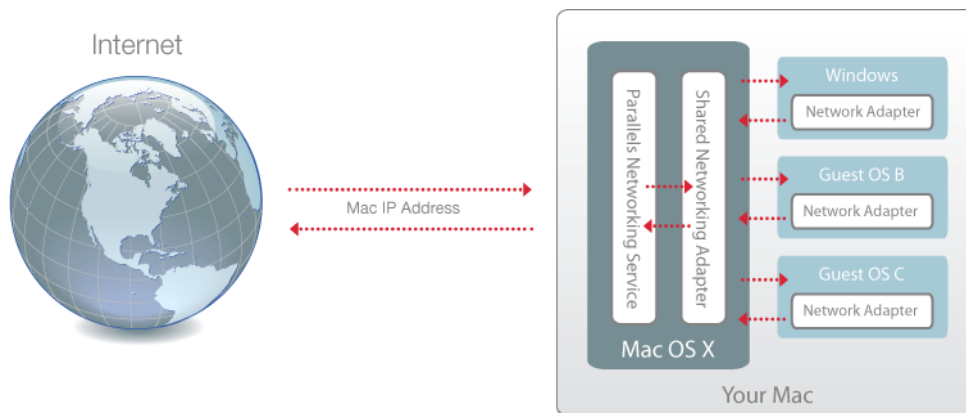 Internet
Mac IP Address
Parallels Networking Service
Shared Networking Adapter
Mac OS X
Windows
Network Adapter
Guest OS B
Network Adapter
Guest OS C
Network Adapter
Your Mac